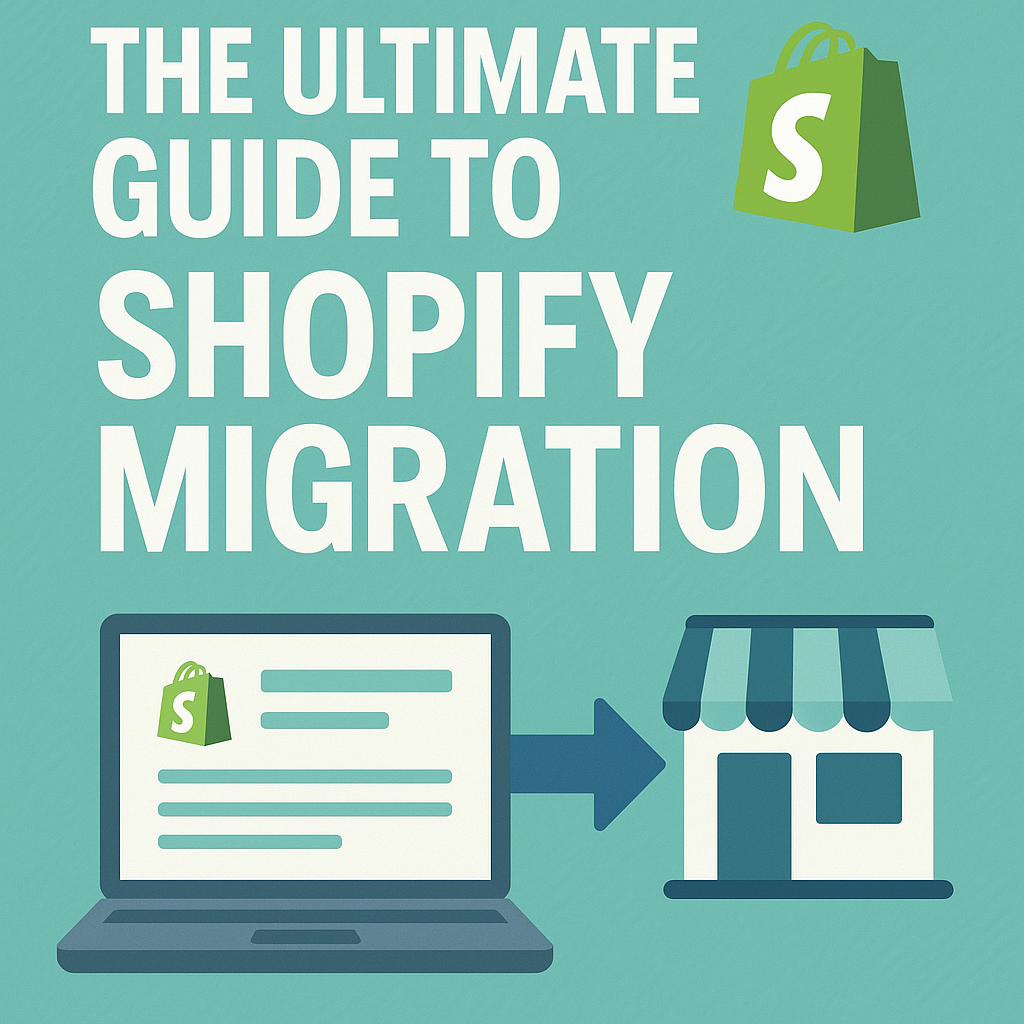 THE ULTIMATE
GUIDE TO
SHOPIFY
MIGRATION
S
S